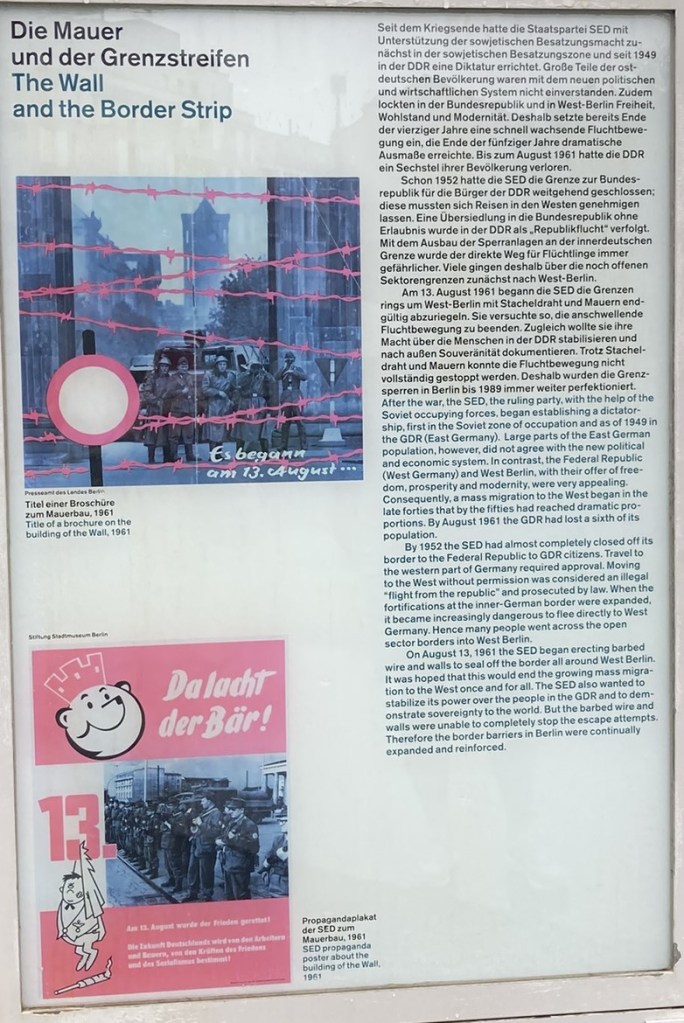 Die Mauer
und der Grenzstreifen
The Wall
and the Border Strip
Es begann
am 13. August...
Presseamt des Landes Berlin
Titel einer Broschüre
zum Mauerbau, 1961
Title of a brochure on the
building of the Wall, 1961
Stiftung Stadtmuseum Berlin
Da lacht
der Bär!
13.
Am 13. August wurde der Frieden gerettet!
Die Zukunft Deutschlands wird von den Arbeitern
und Bauern, von den Kräften des Friedens
und des Sozialismus bestimmt!
Propagandaplakat
der SED zum
Mauerbau, 1961
SED propaganda
poster about the
building of the Wall,
1961
Seit dem Kriegsende hatte die Staatspartei SED mit
Unterstützung der sowjetischen Besatzungsmacht zu-
nächst in der sowjetischen Besatzungszone und seit 1949
in der DDR eine Diktatur errichtet. Große Teile der ost-
deutschen Bevölkerung waren mit dem neuen politischen
und wirtschaftlichen System nicht einverstanden. Zudem
lockten in der Bundesrepublik und in West-Berlin Freiheit,
Wohlstand und Modernität. Deshalb setzte bereits Ende
der vierziger Jahre eine schnell wachsende Fluchtbewe-
gung ein, die Ende der fünfziger Jahre dramatische
Ausmaße erreichte. Bis zum August 1961 hatte die DDR
ein Sechstel ihrer Bevölkerung verloren.
Schon 1952 hatte die SED die Grenze zur Bundes-
republik für die Bürger der DDR weitgehend geschlossen;
diese mussten sich Reisen in den Westen genehmigen
lassen. Eine Übersiedlung in die Bundesrepublik ohne
Erlaubnis wurde in der DDR als „Republikflucht“ verfolgt.
Mit dem Ausbau der Sperranlagen an der innerdeutschen
Grenze wurde der direkte Weg für Flüchtlinge immer
gefährlicher. Viele gingen deshalb über die noch offenen
Sektorengrenzen zunächst nach West-Berlin.
Am 13. August 1961 begann die SED die Grenzen
rings um West-Berlin mit Stacheldraht und Mauern end-
gültig abzuriegeln. Sie versuchte so, die anschwellende
Fluchtbewegung zu beenden. Zugleich wollte sie ihre
Macht über die Menschen in der DDR stabilisieren und
nach außen Souveränität dokumentieren. Trotz Stachel-
draht und Mauern konnte die Fluchtbewegung nicht
vollständig gestoppt werden. Deshalb wurden die Grenz-
sperren in Berlin bis 1989 immer weiter perfektioniert.
After the war, the SED, the ruling party, with the help of the
Soviet occupying forces, began establishing a dictator-
ship, first in the Soviet zone of occupation and as of 1949 in
the GDR (East Germany). Large parts of the East German
population, however, did not agree with the new political
and economic system. In contrast, the Federal Republic
(West Germany) and West Berlin, with their offer of free-
dom, prosperity and modernity, were very appealing.
Consequently, a mass migration to the West began in the
late forties that by the fifties had reached dramatic pro-
portions. By August 1961 the GDR had lost a sixth of its
population.
By 1952 the SED had almost completely closed off its
border to the Federal Republic to GDR citizens. Travel to
the western part of Germany required approval. Moving
to the West without permission was considered an illegal
"flight from the republic" and prosecuted by law. When the
fortifications at the inner-German border were expanded,
it became increasingly dangerous to flee directly to West
Germany. Hence many people went across the open
sector borders into West Berlin.
On August 13, 1961 the SED began erecting barbed
wire and walls to seal off the border all around West Berlin.
It was hoped that this would end the growing mass migra-
tion to the West once and for all. The SED also wanted to
stabilize its power over the people in the GDR and to dem-
onstrate sovereignty to the world. But the barbed wire and
walls were unable to completely stop the escape attempts.
Therefore the border barriers in Berlin were continually
expanded and reinforced.